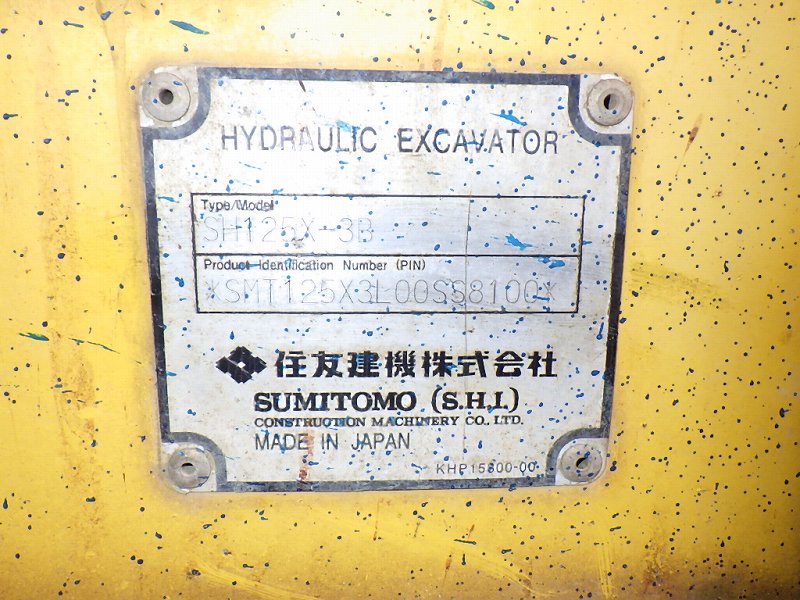 HYDRAULIC EXCAVATOR
Type/Model
SH125X-3B
Product Identification Number (PIN)
*SMT125X3L00SS8100*
住友建機株式会社
SUMITOMO (S.H.I.)
CONSTRUCTION MACHINERY CO., LTD.
MADE IN JAPAN
KHP15800-00